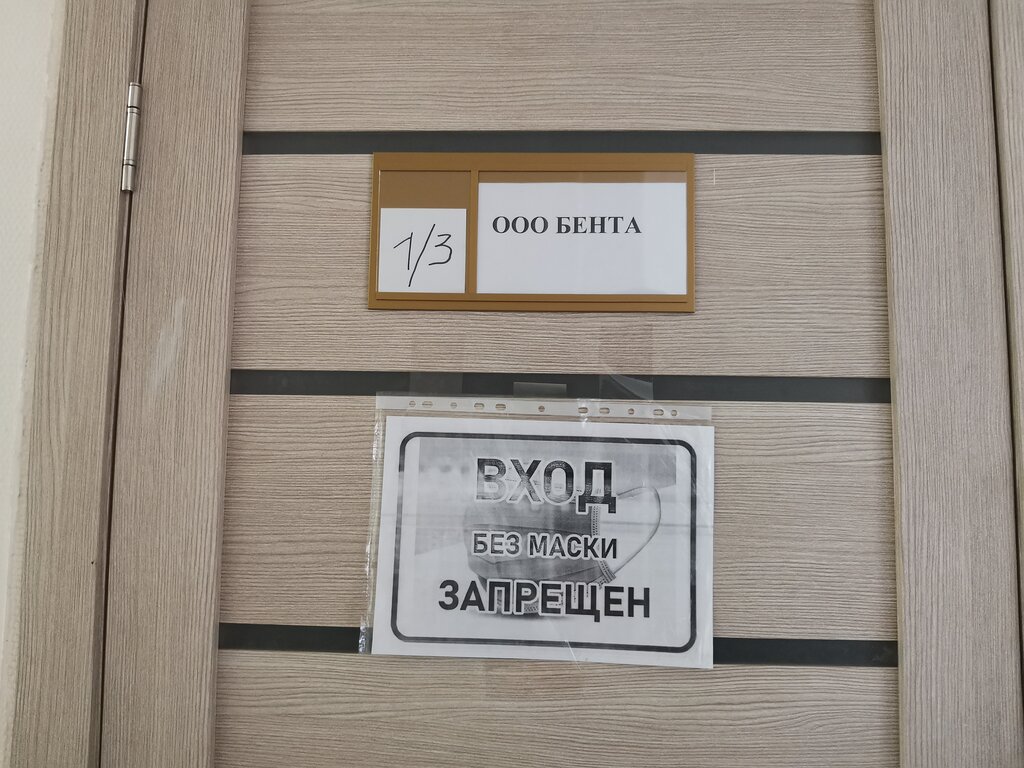 1/3
ООО БЕНТА
ВХОД
БЕЗ МАСКИ
ЗАПРЕЩЕН